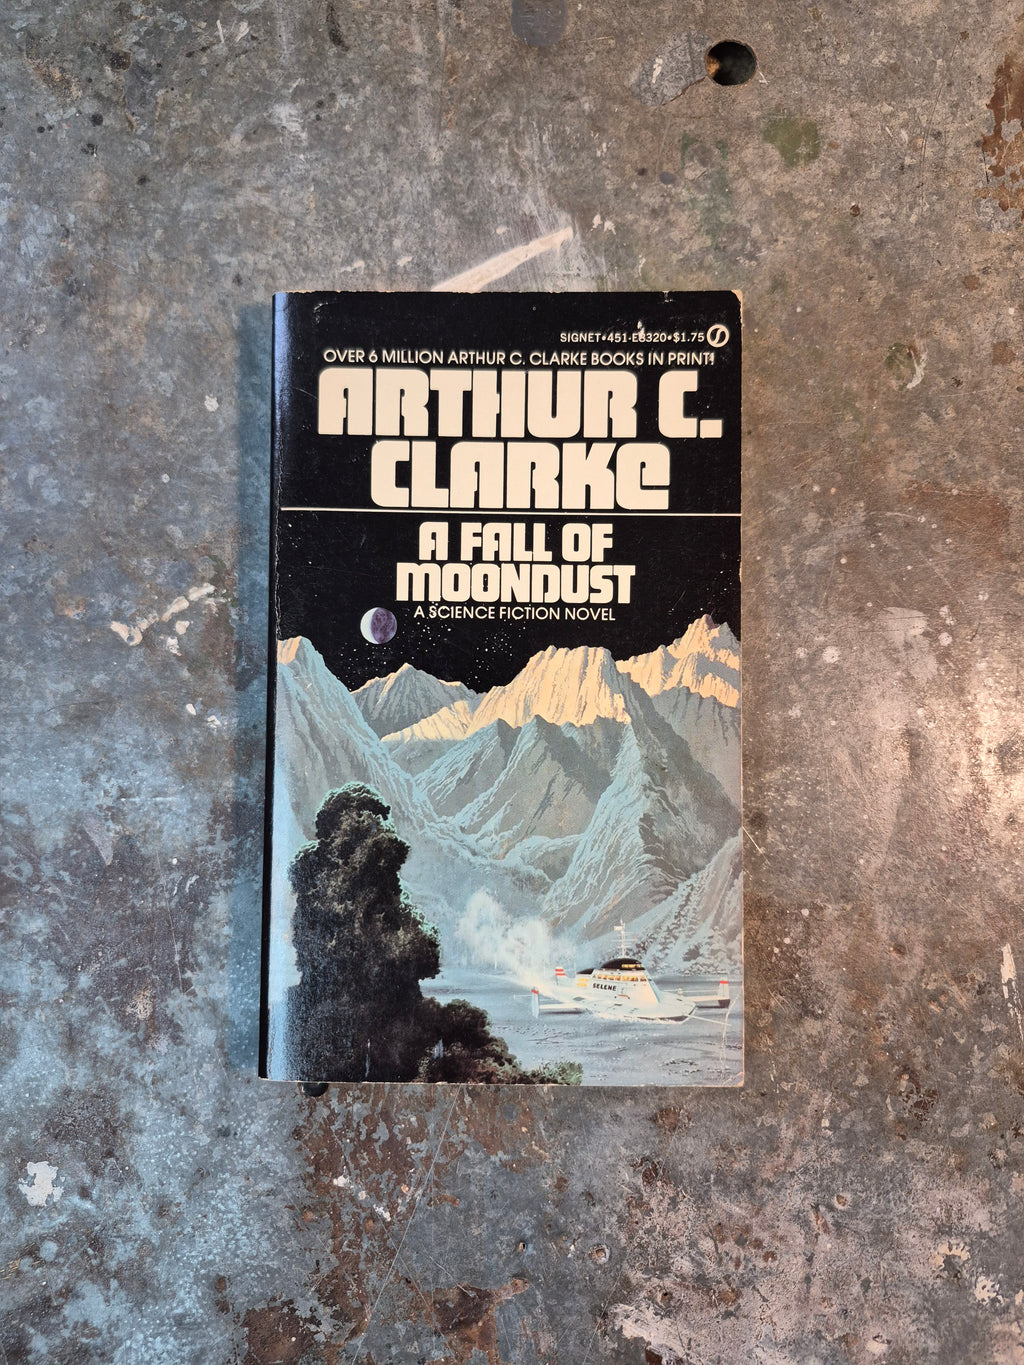 SIGNET•451-E8320•$1.75
OVER 6 MILLION ARTHUR C. CLARKE BOOKS IN PRINT!
ARTHUR C.
CLARKE
A FALL OF
MOONDUST
A SCIENCE FICTION NOVEL
SELENE